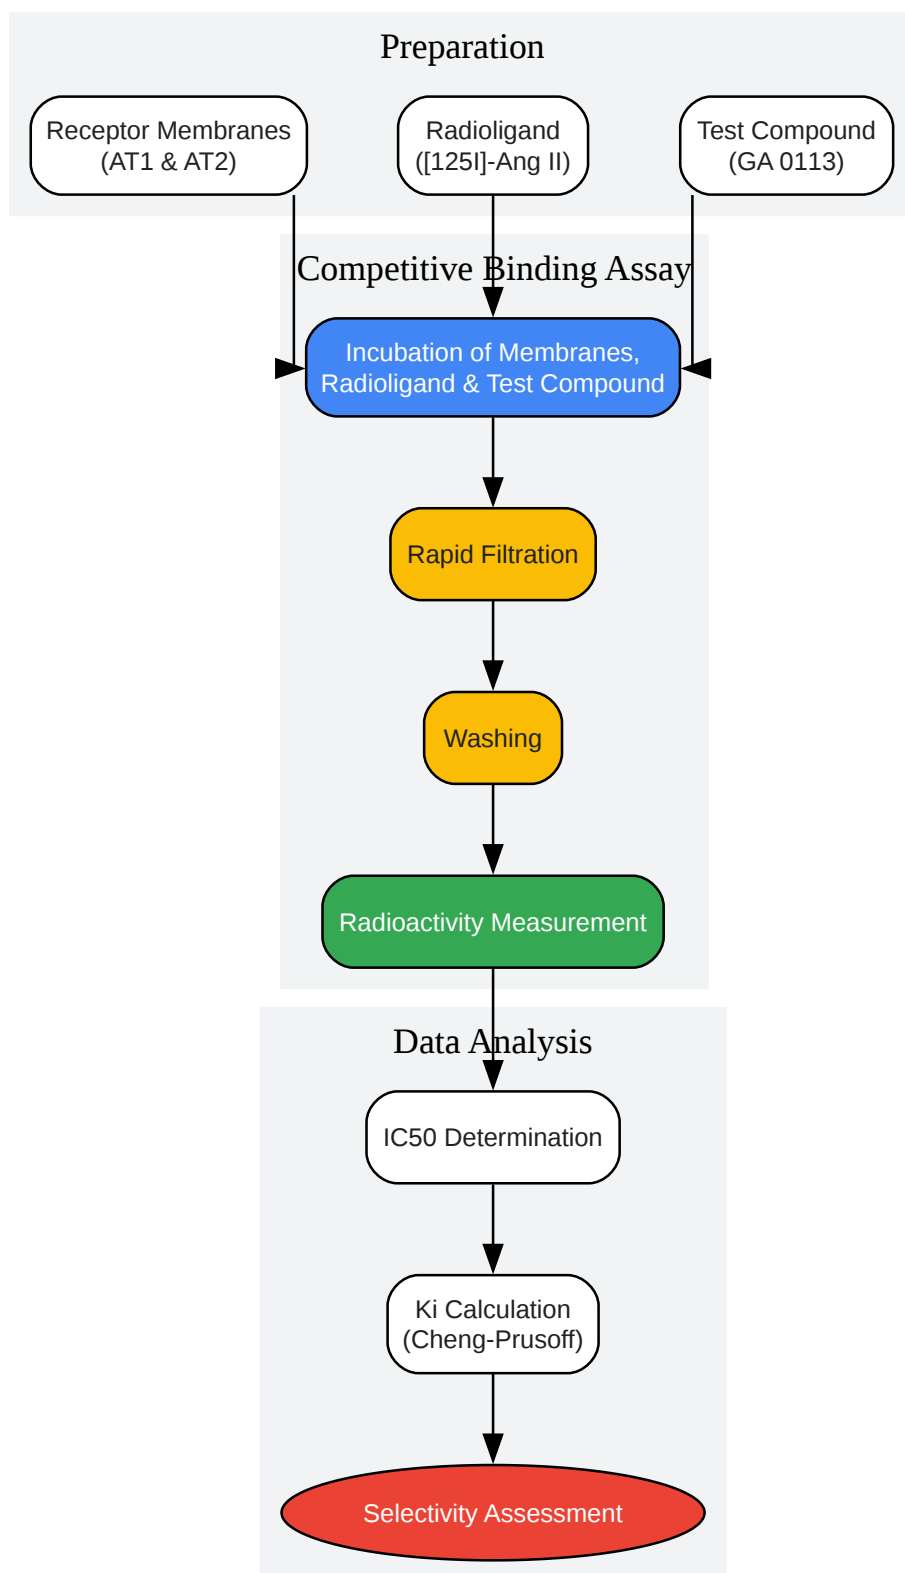 Preparation
Receptor Membranes
(AT1 & AT2)
Radioligand
([125I]-Ang II)
Test Compound
(GA 0113)
Competitive Binding Assay
Incubation of Membranes,
Radioligand & Test Compound
Rapid Filtration
Washing
Radioactivity Measurement
Data Analysis
IC50 Determination
Ki Calculation
(Cheng-Prusoff)
Selectivity Assessment